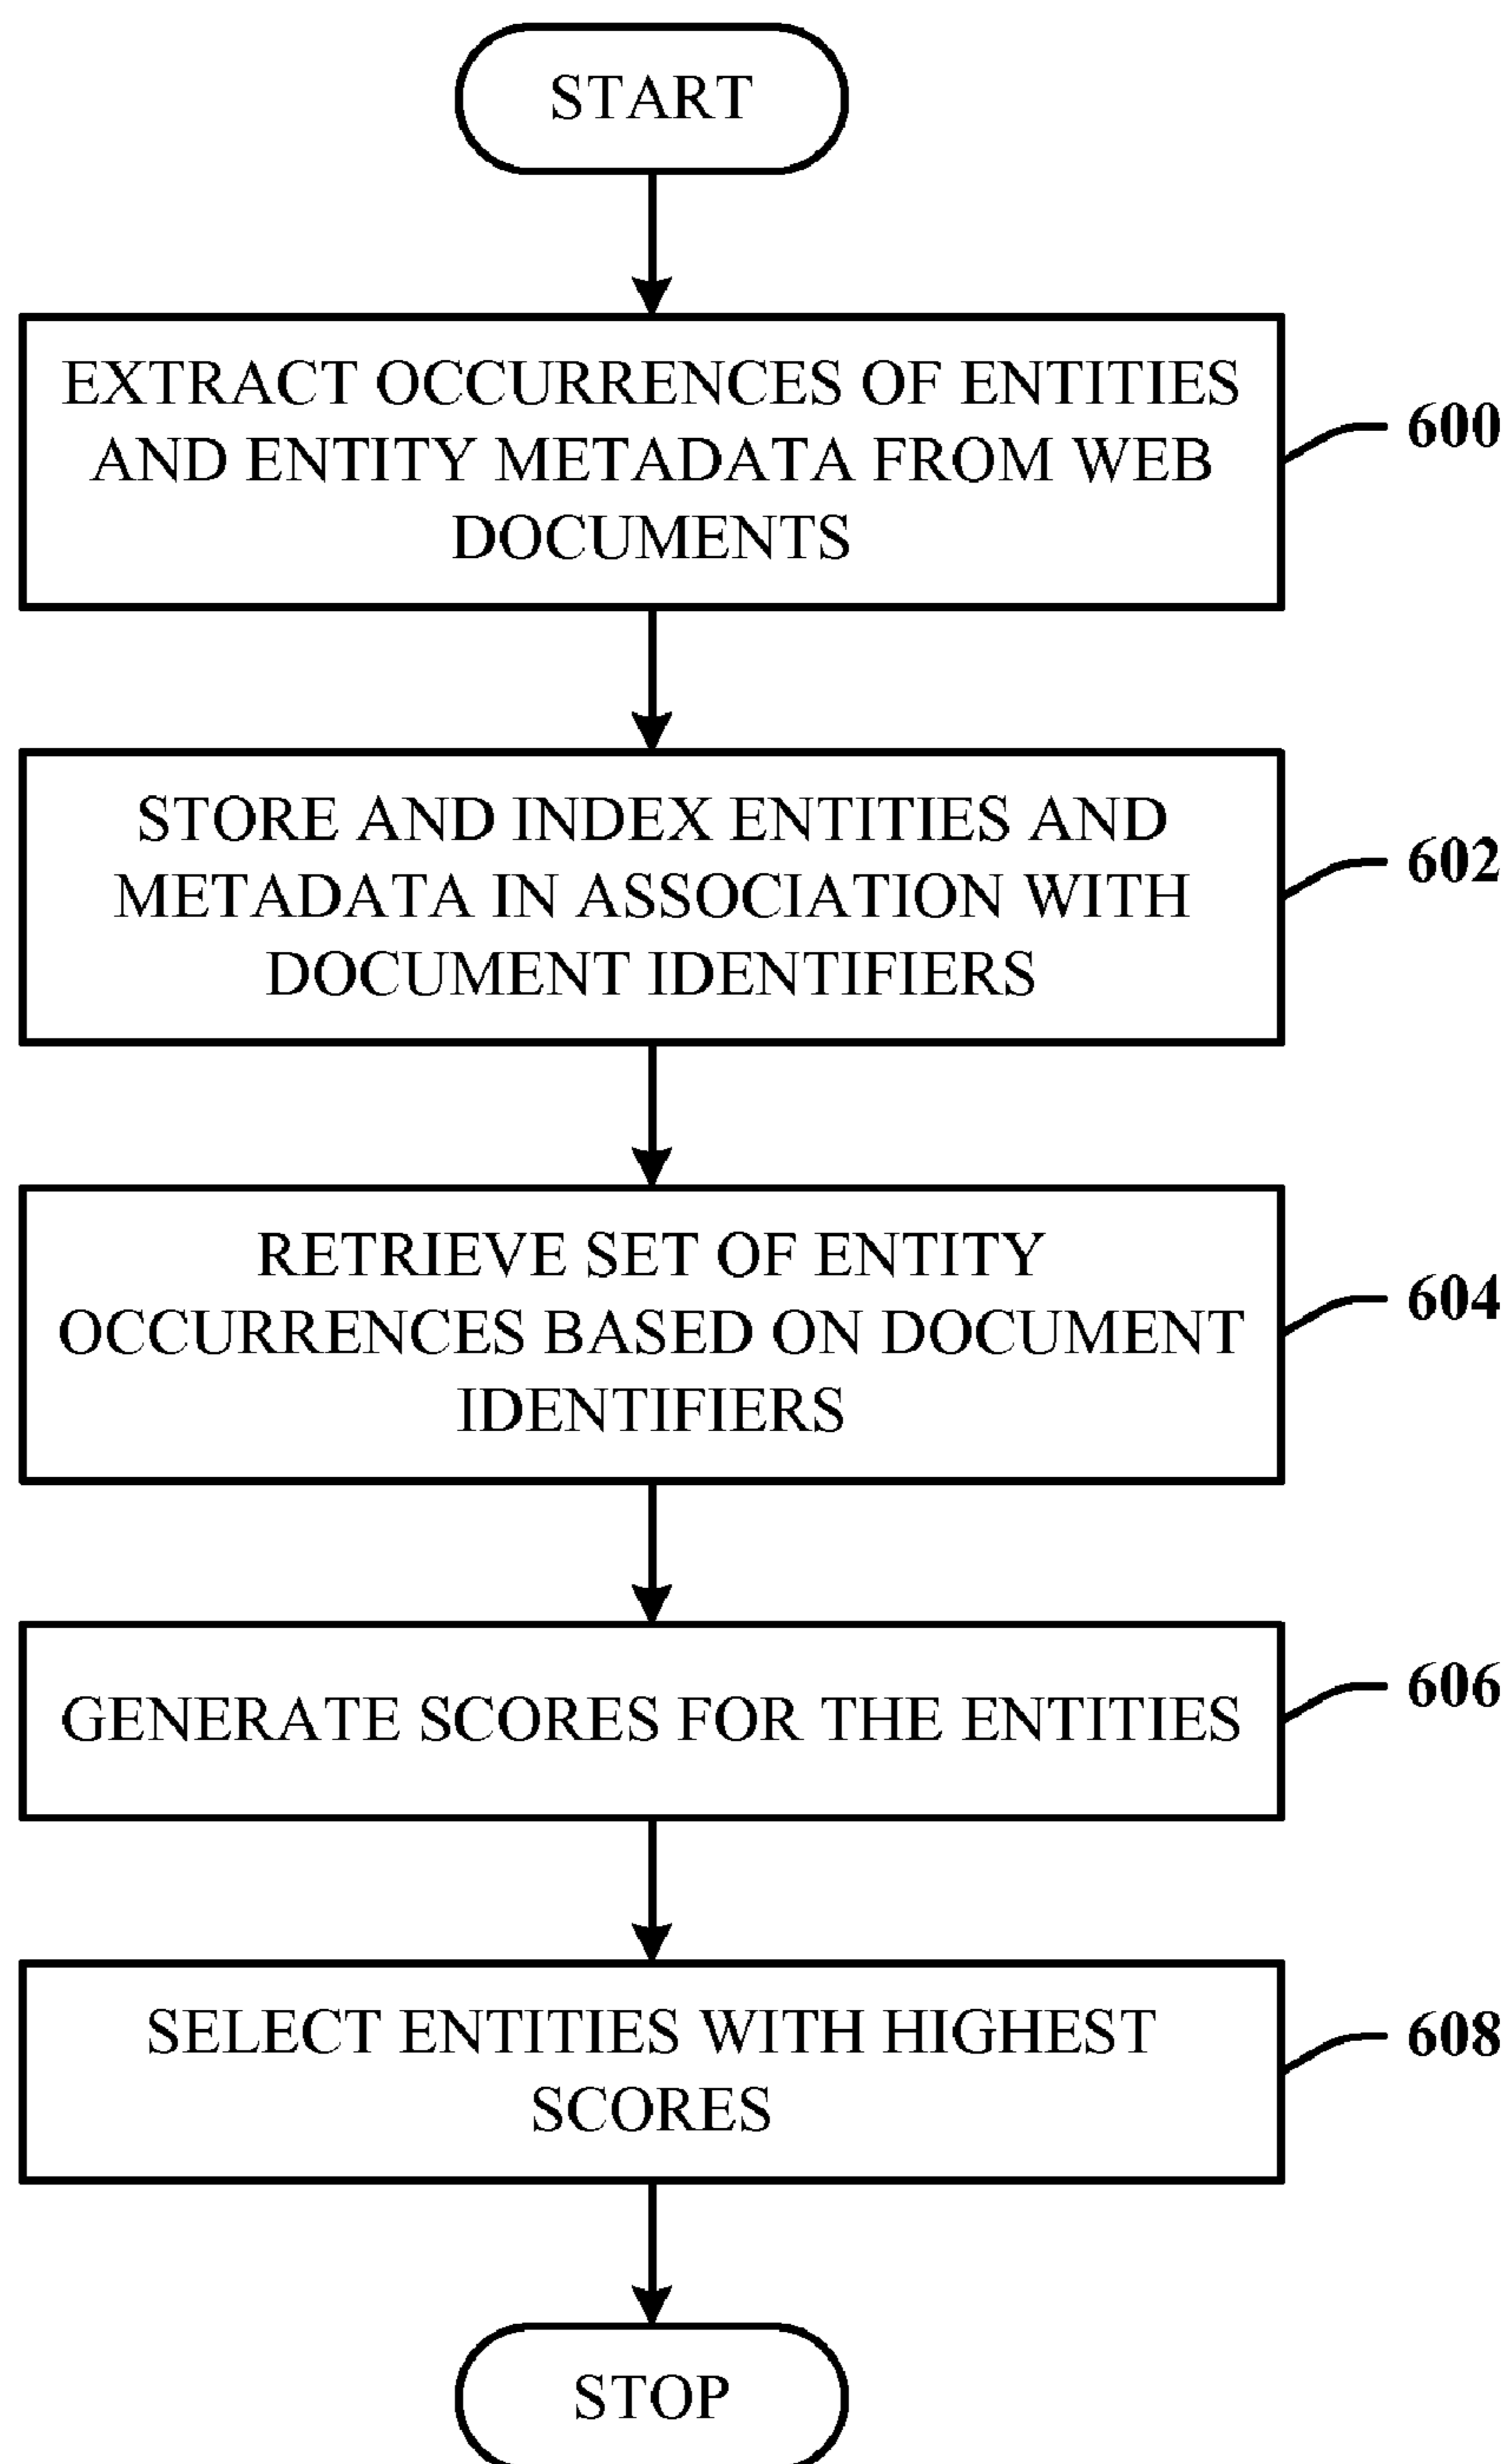 START
EXTRACT OCCURRENCES OF ENTITIES
AND ENTITY METADATA FROM WEB
DOCUMENTS
600
STORE AND INDEX ENTITIES AND
METADATA IN ASSOCIATION WITH
DOCUMENT IDENTIFIERS
602
RETRIEVE SET OF ENTITY
OCCURRENCES BASED ON DOCUMENT
IDENTIFIERS
604
GENERATE SCORES FOR THE ENTITIES
606
SELECT ENTITIES WITH HIGHEST
SCORES
608
STOP